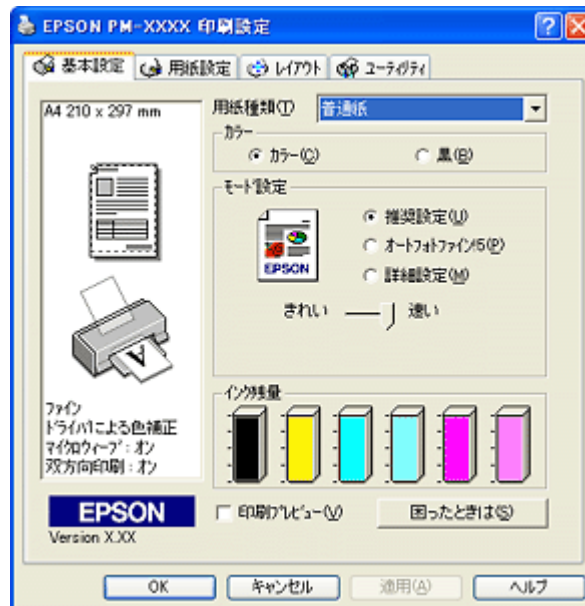 EPSON PM-XXXX 印刷設定
基本設定 用紙設定 レイアウト ユーティリティ
A4 210 x 297 mm
用紙種類(T) 普通紙
カラー
カラー(C) 黒(B)
モード設定
推奨設定(U)
オートフォトファイン!5(P)
詳細設定(M)
EPSON
きれい 速い
A
ファイン
ドライバによる色補正
マイクロウィーブ : オン
双方向印刷 : オン
インク残量
EPSON
Version X.XX
印刷プレビュー(V) 困ったときは(S)
OK キャンセル 適用(A) ヘルプ